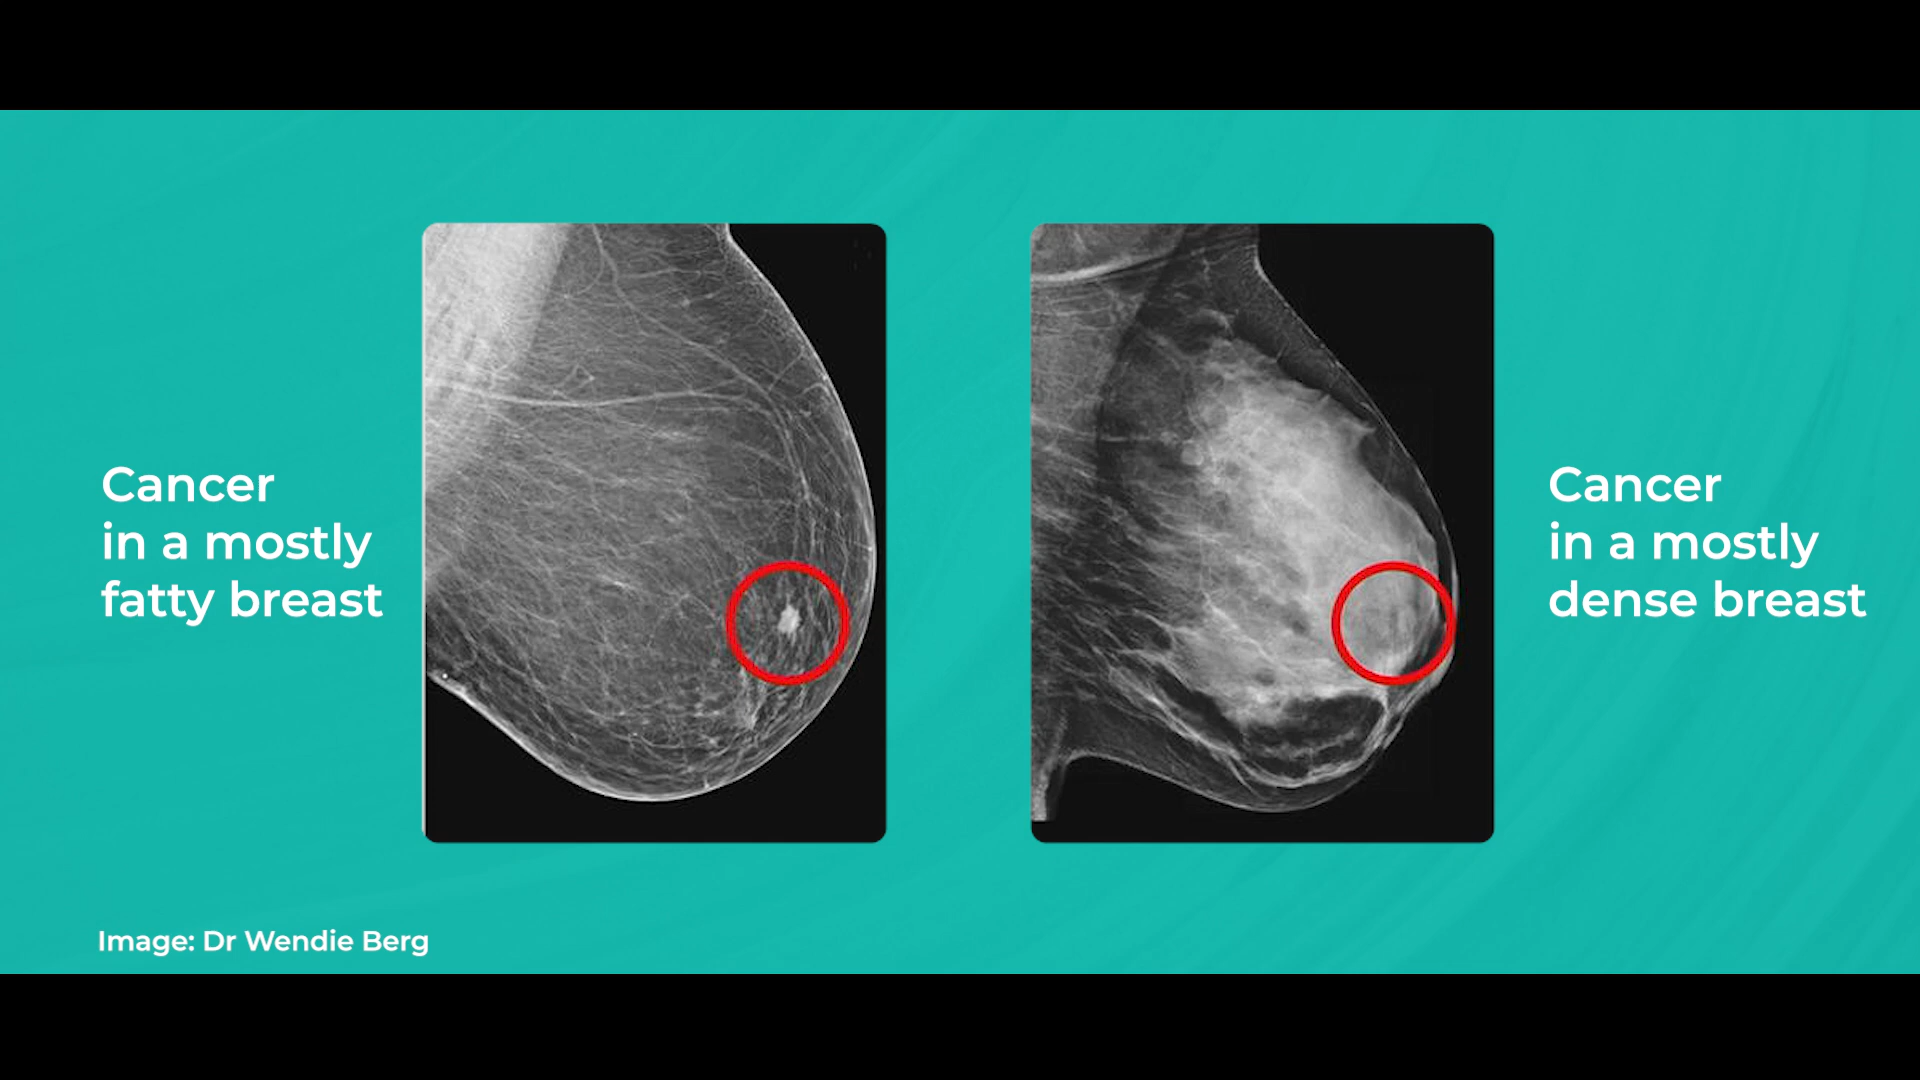 Cancer
in a mostly
fatty breast
Cancer
in a mostly
dense breast
Image: Dr Wendie Berg